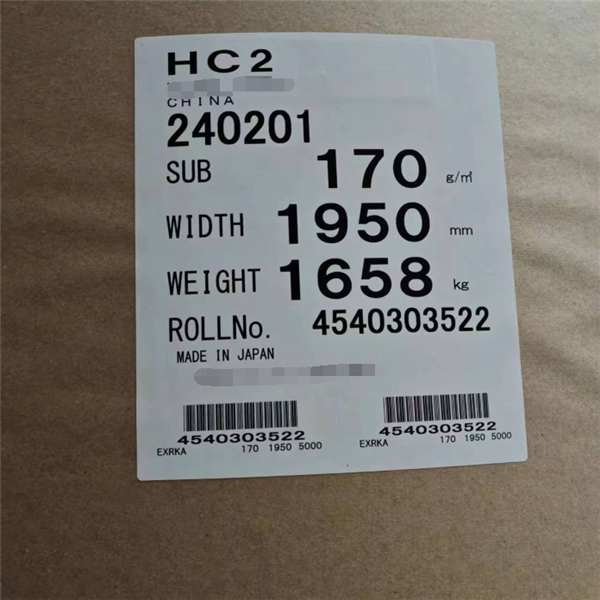 HC2
CHINA
240201
SUB 170 g/㎡
WIDTH 1950 mm
WEIGHT 1658 kg
ROLLNo. 4540303522
MADE IN JAPAN
4540303522 4540303522
EXRKA 170 1950 5000 EXRKA 170 1950 5000